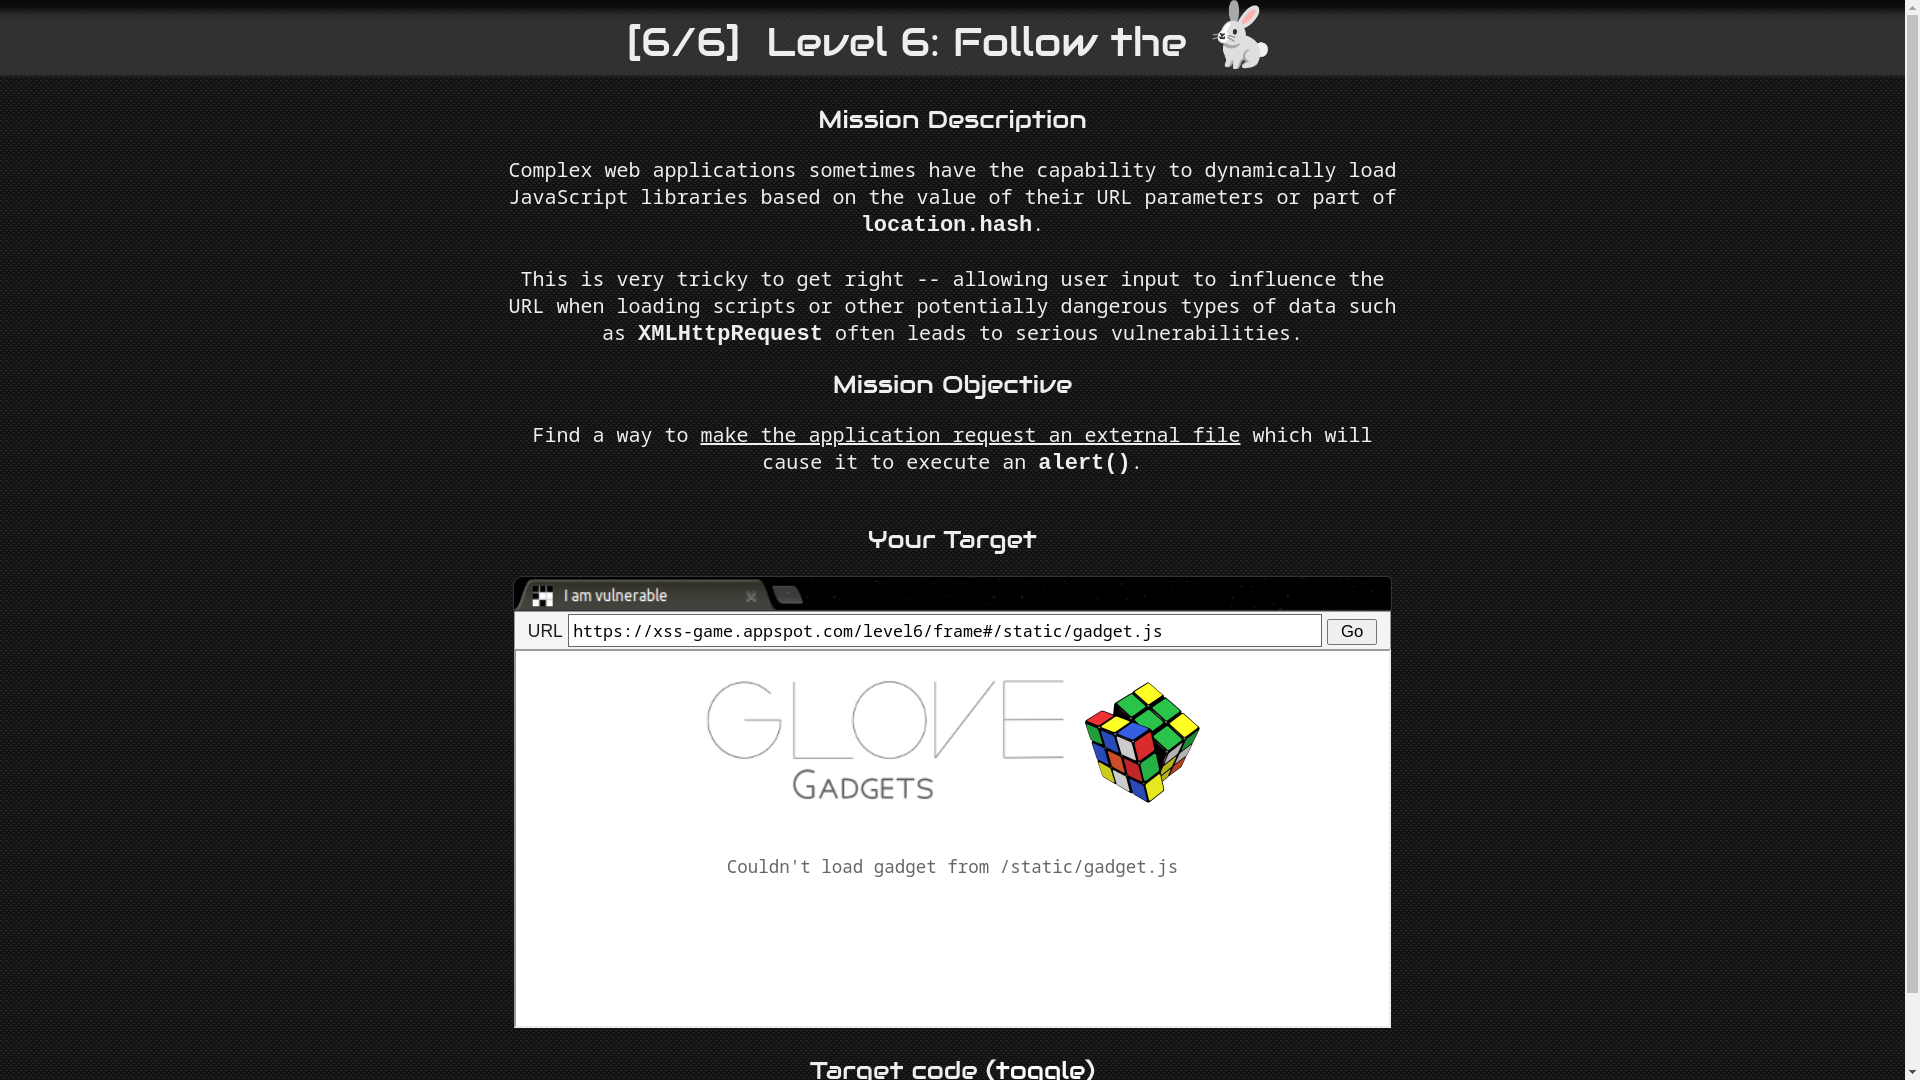 [6/6] Level 6: Follow the
Mission Description
Complex web applications sometimes have the capability to dynamically load
JavaScript libraries based on the value of their URL parameters or part of
location.hash.
This is very tricky to get right -- allowing user input to influence the
URL when loading scripts or other potentially dangerous types of data such
as XMLHttpRequest often leads to serious vulnerabilities.
Mission Objective
Find a way to make the application request an external file which will
cause it to execute an alert().
Your Target
I am vulnerable
URL https://xss-game.appspot.com/level6/frame#/static/gadget.js Go
GLOVE
GADGETS
Couldn't load gadget from /static/gadget.js
Target code (toggle)